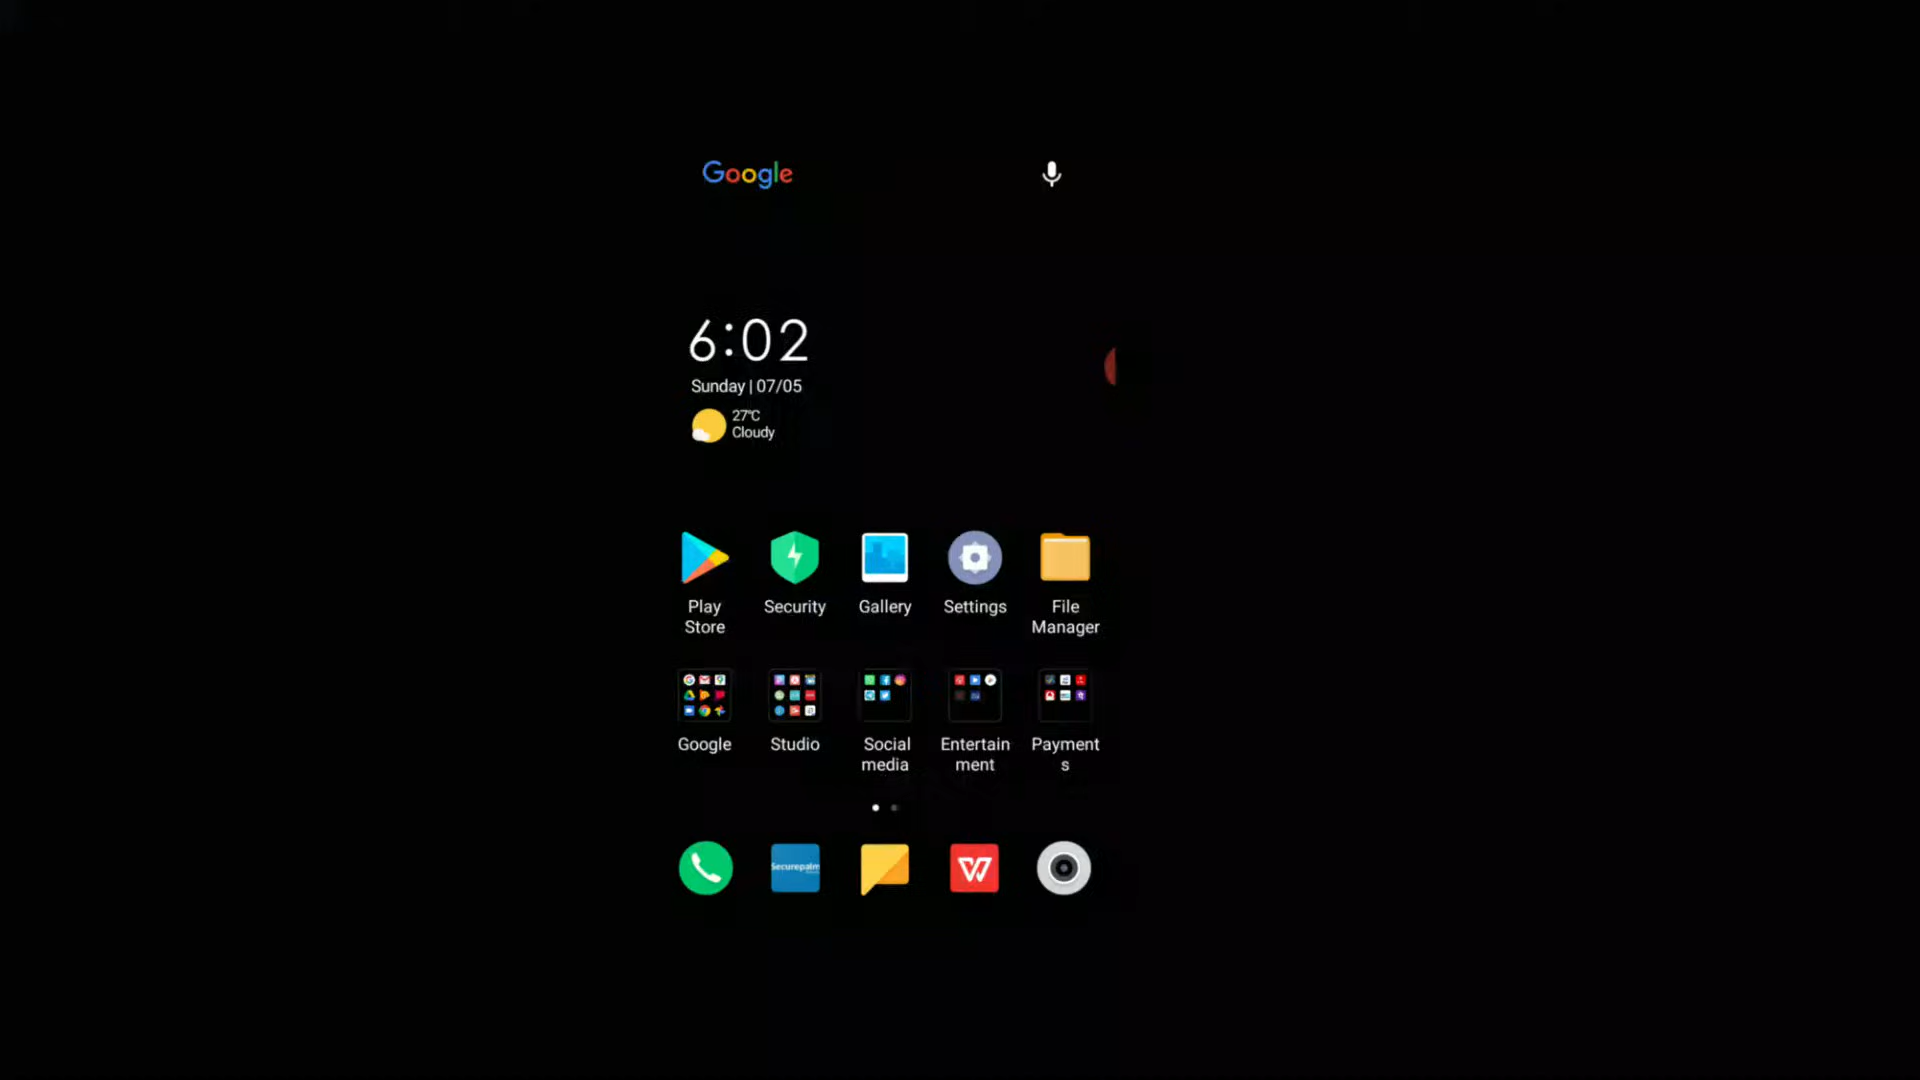 Google
6:02
Sunday | 07/05
27°C
Cloudy
Play
Store
Security
Gallery
Settings
File
Manager
Google
Studio
Social
media
Entertain
ment
Payment
s
Securepalm